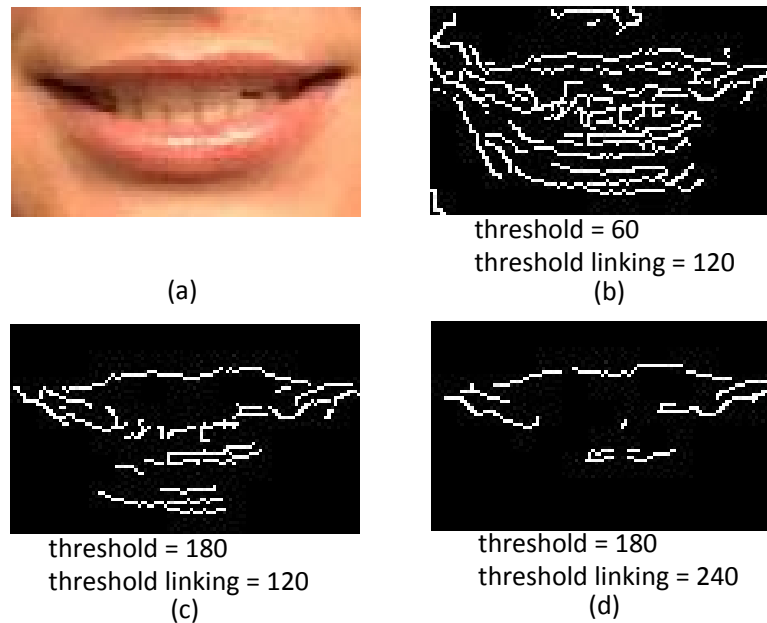 (a)
threshold = 60
threshold linking = 120
(b)
threshold = 180
threshold linking = 120
(c)
threshold = 180
threshold linking = 240
(d)